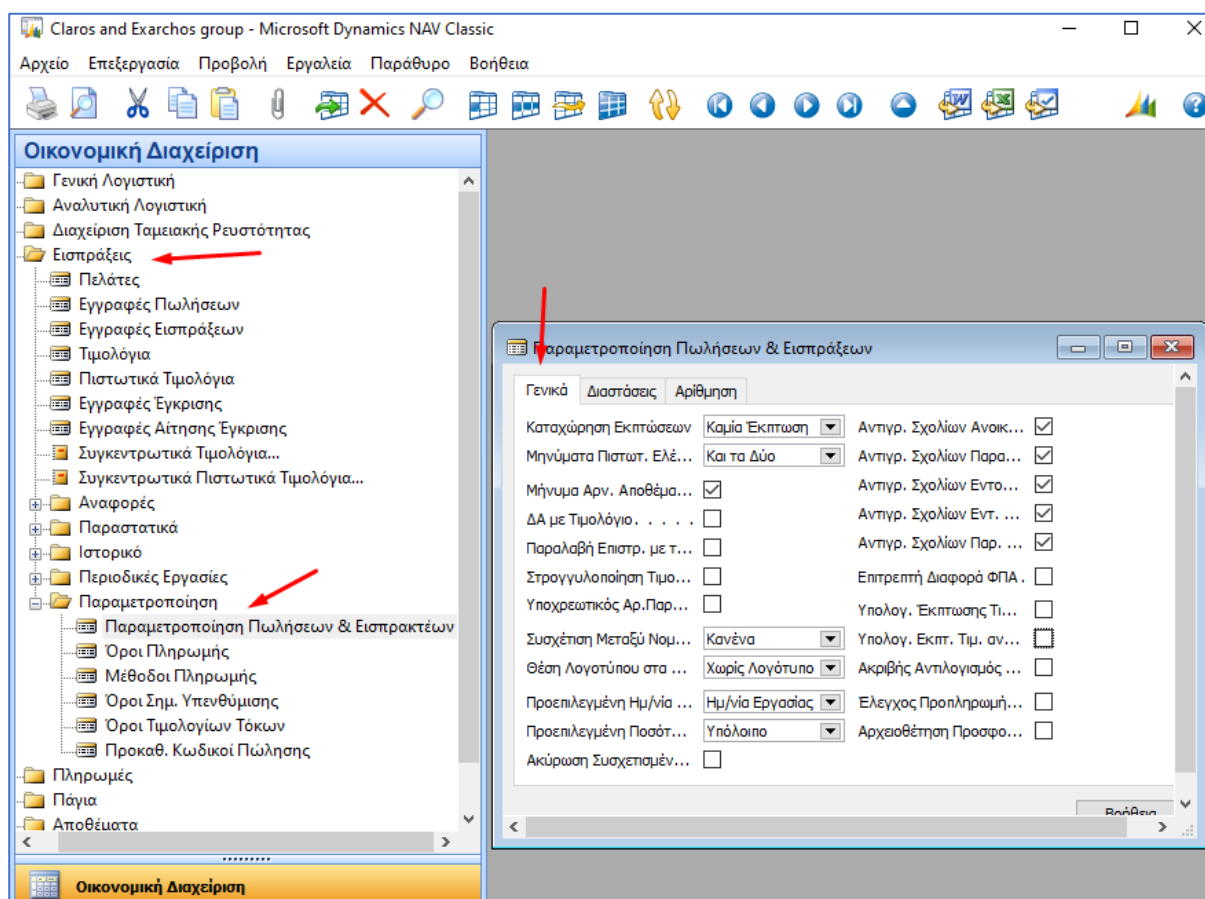 Claros and Exarchos group - Microsoft Dynamics NAV Classic
Αρχείο Επεξεργασία Προβολή Εργαλεία Παράθυρο Βοήθεια
Οικονομική Διαχείριση
Γενική Λογιστική
Αναλυτική Λογιστική
Διαχείριση Ταμειακής Ρευστότητας
Εισπράξεις
Πελάτες
Εγγραφές Πωλήσεων
Εγγραφές Εισπράξεων
Τιμολόγια
Πιστωτικά Τιμολόγια
Εγγραφές Έγκρισης
Εγγραφές Αίτησης Έγκρισης
Συγκεντρωτικά Τιμολόγια...
Συγκεντρωτικά Πιστωτικά Τιμολόγια...
Αναφορές
Παραστατικά
Ιστορικό
Περιοδικές Εργασίες
Παραμετροποίηση
Παραμετροποίηση Πωλήσεων & Εισπρακτέων
Όροι Πληρωμής
Μέθοδοι Πληρωμής
Όροι Σημ. Υπενθύμισης
Όροι Τιμολογίων Τόκων
Προκαθ. Κωδικοί Πώλησης
Πληρωμές
Πάγια
Αποθέματα
Οικονομική Διαχείριση
Παραμετροποίηση Πωλήσεων & Εισπράξεων
Γενικά Διαστάσεις Αρίθμηση
Καταχώρηση Εκπτώσεων Καμία Έκπτωση Αντιγρ. Σχολίων Ανοικ...
Μηνύματα Πιστωτ. Ελέ... Και τα Δύο Αντιγρ. Σχολίων Παρα...
Μήνυμα Αρν. Αποθέμα... Αντιγρ. Σχολίων Εντο...
ΔΑ με Τιμολόγιο. . . . . Αντιγρ. Σχολίων Εντ. ...
Παραλαβή Επιστρ. με τ... Αντιγρ. Σχολίων Παρ. ...
Στρογγυλοποίηση Τιμο... Επιτρεπτή Διαφορά ΦΠΑ .
Υποχρεωτικός Αρ.Παρ... Υπολογ. Έκπτωσης Τι...
Συσχέτιση Μεταξύ Νομ... Κανένα Υπολογ. Εκπτ. Τιμ. αν...
Θέση Λογοτύπου στα ... Χωρίς Λογότυπο Ακριβής Αντιλογισμός ...
Προεπιλεγμένη Ημ/νία ... Ημ/νία Εργασίας Έλεγχος Προπληρωμή...
Προεπιλεγμένη Ποσότ... Υπόλοιπο Αρχειοθέτηση Προσφο...
Ακύρωση Συσχετισμέν...
Βοήθεια